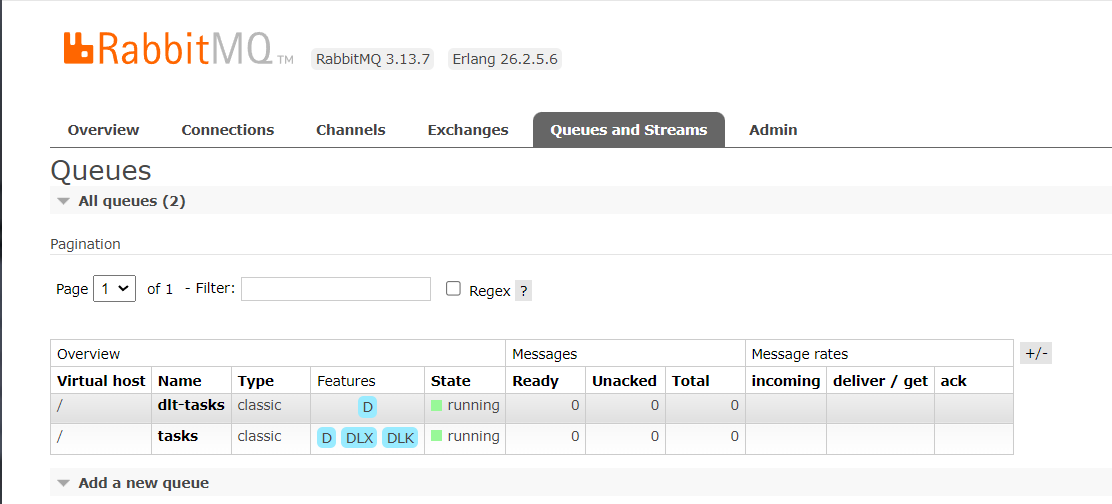 RabbitMQ TM RabbitMQ 3.13.7 Erlang 26.2.5.6
Overview Connections Channels Exchanges Queues and Streams Admin
Queues
All queues (2)
Pagination
Page 1 of 1 - Filter: Regex ?
Overview Messages Message rates +/-
Virtual host Name Type Features State Ready Unacked Total incoming deliver / get ack
/ dlt-tasks classic D running 0 0 0
/ tasks classic D DLX DLK running 0 0 0
Add a new queue